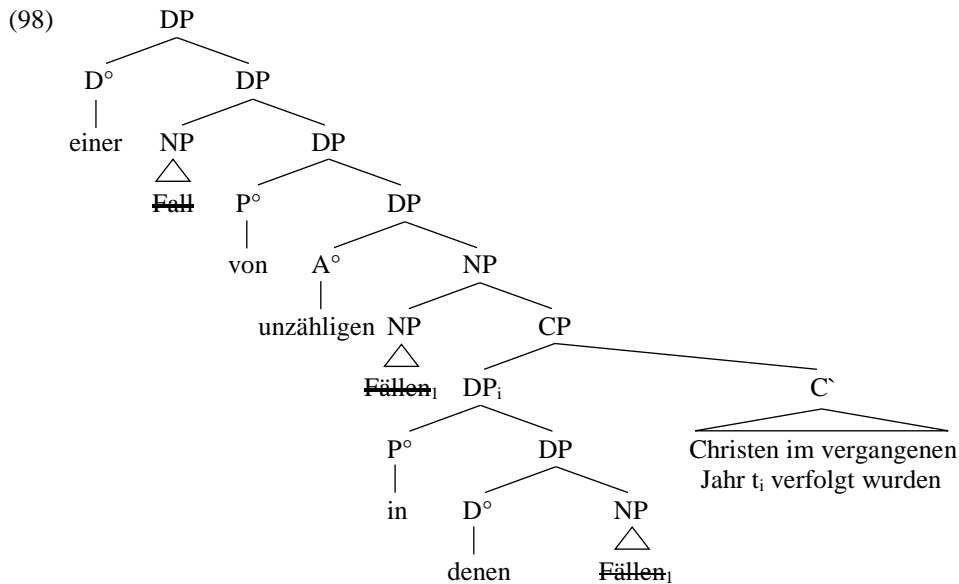 (98) DP
D° DP
einer NP DP
Fall P° DP
von A° NP
unzähligen NP CP
Fällen₁ DPᵢ C`
P° DP Christen im vergangenen
Jahr tᵢ verfolgt wurden
in D° NP
denen Fällen₁